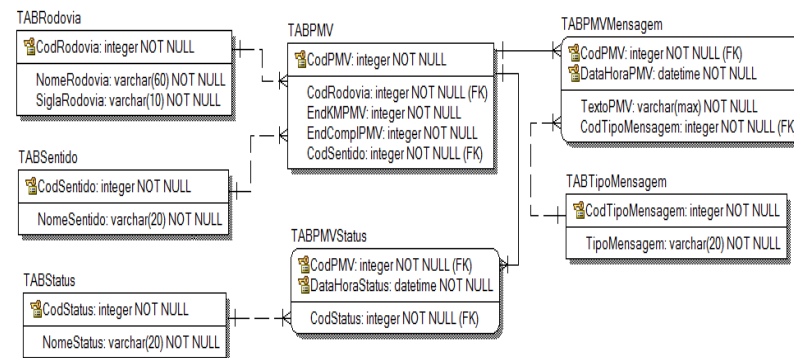 TABRodovia
CodRodovia: integer NOT NULL
NomeRodovia: varchar(60) NOT NULL
SiglaRodovia: varchar(10) NOT NULL
TABSentido
CodSentido: integer NOT NULL
NomeSentido: varchar(20) NOT NULL
TABStatus
CodStatus: integer NOT NULL
NomeStatus: varchar(20) NOT NULL
TABPMV
CodPMV: integer NOT NULL
CodRodovia: integer NOT NULL (FK)
EndKMPMV: integer NOT NULL
EndComplPMV: integer NOT NULL
CodSentido: integer NOT NULL (FK)
TABPMVStatus
CodPMV: integer NOT NULL (FK)
DataHoraStatus: datetime NOT NULL
CodStatus: integer NOT NULL (FK)
TABPMVMensagem
CodPMV: integer NOT NULL (FK)
DataHoraPMV: datetime NOT NULL
TextoPMV: varchar(max) NOT NULL
CodTipoMensagem: integer NOT NULL (FK
TABTipoMensagem
CodTipoMensagem: integer NOT NULL
TipoMensagem: varchar(20) NOT NULL